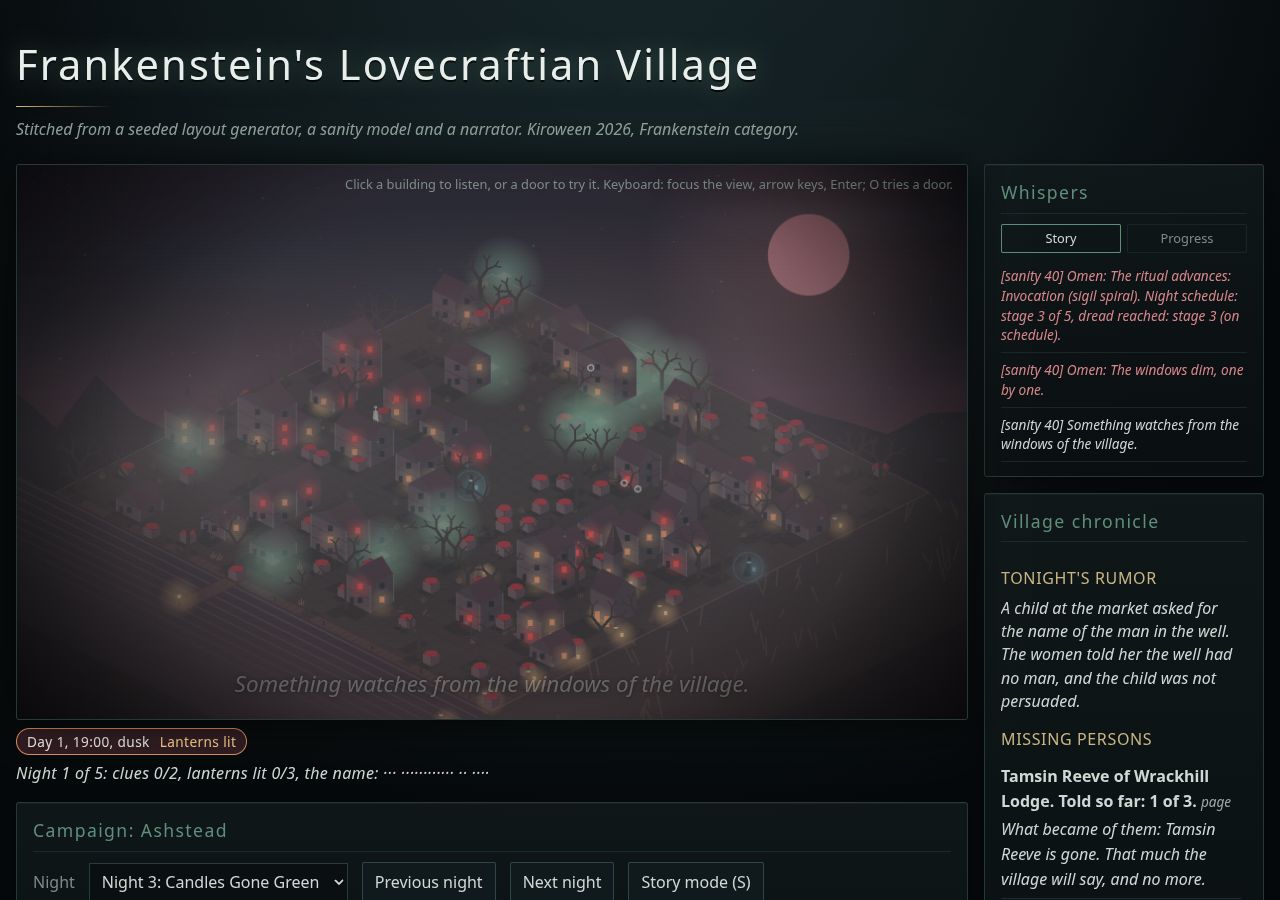 Frankenstein's Lovecraftian Village
Stitched from a seeded layout generator, a sanity model and a narrator. Kiroween 2026, Frankenstein category.
Click a building to listen, or a door to try it. Keyboard: focus the view, arrow keys, Enter; O tries a door.
Something watches from the windows of the village.
Day 1, 19:00, dusk Lanterns lit
Night 1 of 5: clues 0/2, lanterns lit 0/3, the name: ··· ············ ·· ····
Campaign: Ashstead
Night Night 3: Candles Gone Green Previous night Next night Story mode (S)
Whispers
Story Progress
[sanity 40] Omen: The ritual advances:
Invocation (sigil spiral). Night schedule:
stage 3 of 5, dread reached: stage 3 (on
schedule).
[sanity 40] Omen: The windows dim, one
by one.
[sanity 40] Something watches from the
windows of the village.
Village chronicle
TONIGHT'S RUMOR
A child at the market asked for
the name of the man in the well.
The women told her the well had
no man, and the child was not
persuaded.
MISSING PERSONS
Tamsin Reeve of Wrackhill
Lodge. Told so far: 1 of 3. page
What became of them: Tamsin
Reeve is gone. That much the
village will say, and no more.